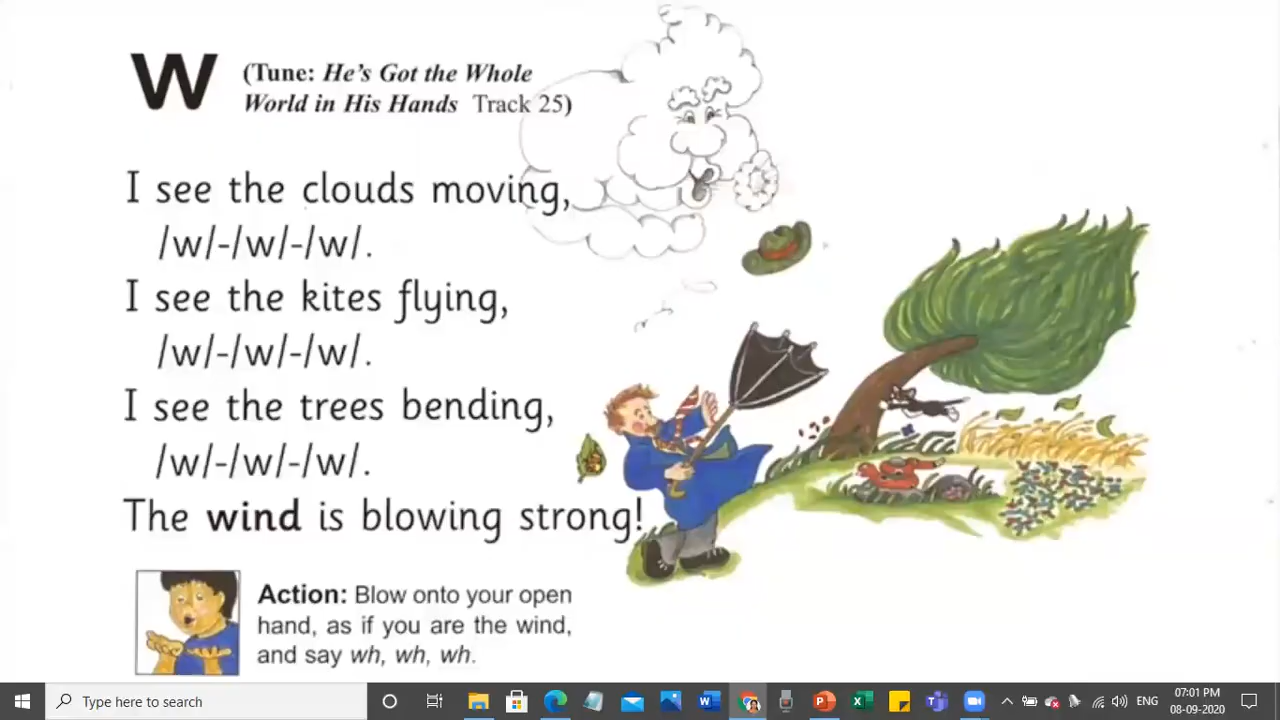 w
(Tune: He's Got the Whole
World in His Hands Track 25)
I see the clouds moving,
/w/-/w/-/w/.
I see the kites flying,
/w/-/w/-/w/.
I see the trees bending,
/w/-/w/-/w/.
The wind is blowing strong!
Action: Blow onto your open
hand, as if you are the wind,
and say wh, wh, wh.
Type here to search
ENG
07:01 PM
08-09-2020